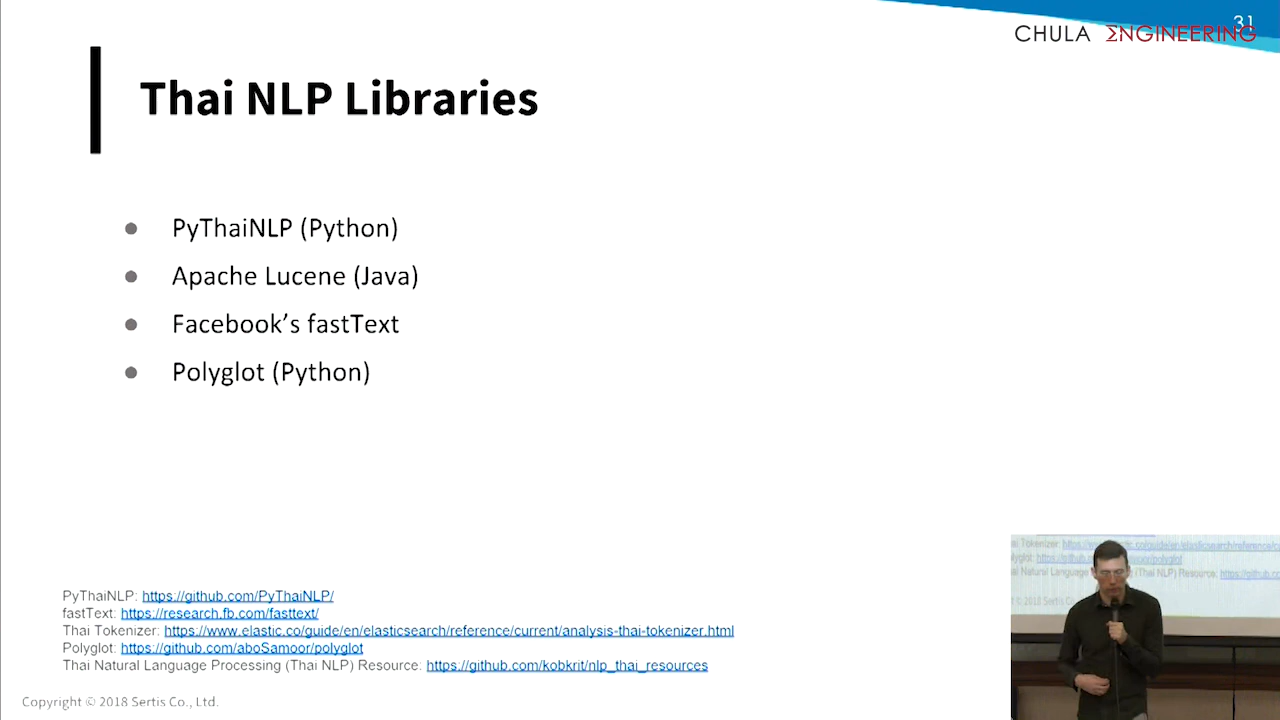 31
CHULA ΣNGINEERING
Thai NLP Libraries
● PyThaiNLP (Python)
● Apache Lucene (Java)
● Facebook’s fastText
● Polyglot (Python)
PyThaiNLP: https://github.com/PyThaiNLP/
fastText: https://research.fb.com/fasttext/
Thai Tokenizer: https://www.elastic.co/guide/en/elasticsearch/reference/current/analysis-thai-tokenizer.html
Polyglot: https://github.com/aboSamoor/polyglot
Thai Natural Language Processing (Thai NLP) Resource: https://github.com/kobkrit/nlp_thai_resources
Copyright © 2018 Sertis Co., Ltd.